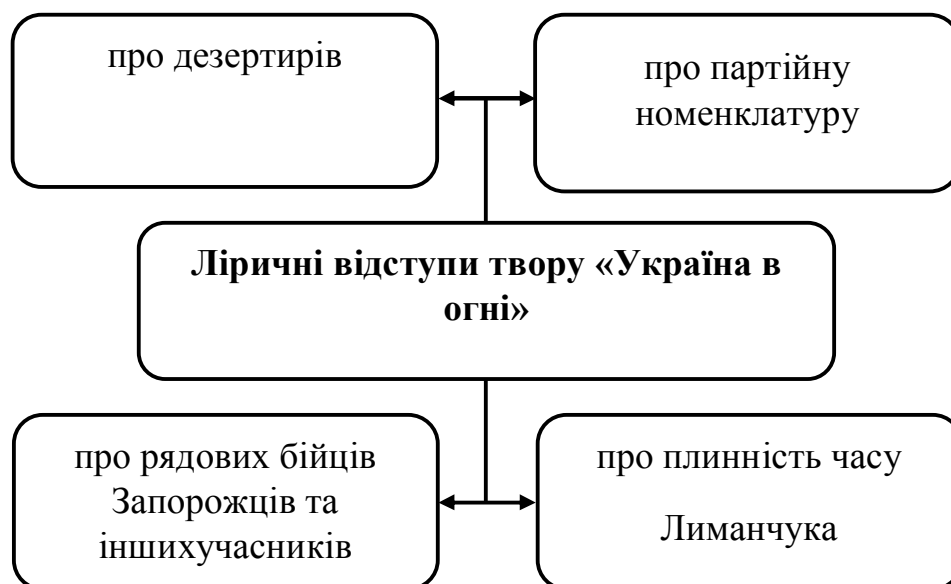 про дезертирів
про партійну
номенклатуру
Ліричні відступи твору «Україна в
огні»
про рядових бійців
Запорожців та
іншихучасників
про плинність часу
Лиманчука